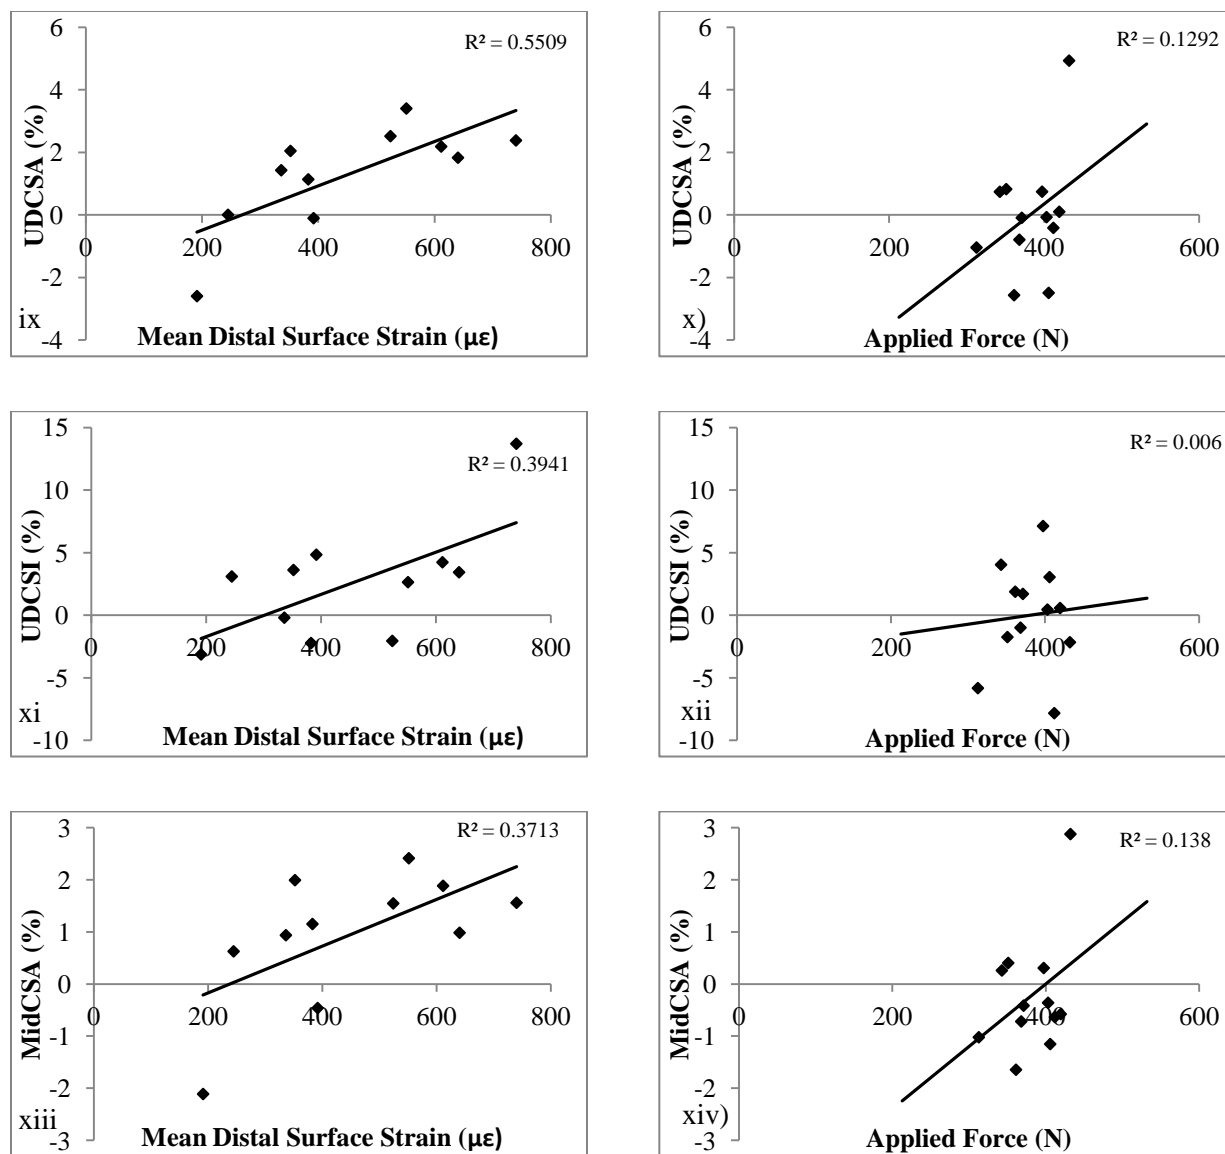 6
4
2
0
-2
-4
0
200
400
600
800
UDCSA (%)
R² = 0.5509
ix
Mean Distal Surface Strain (με)
6
4
2
0
-2
-4
0
200
400
600
UDCSA (%)
R² = 0.1292
x)
Applied Force (N)
15
10
5
0
-5
-10
0
200
400
600
800
UDCSI (%)
R² = 0.3941
xi
Mean Distal Surface Strain (με)
15
10
5
0
-5
-10
0
200
400
600
UDCSI (%)
R² = 0.006
xii
Applied Force (N)
3
2
1
0
-1
-2
-3
0
200
400
600
800
MidCSA (%)
R² = 0.3713
xiii
Mean Distal Surface Strain (με)
3
2
1
0
-1
-2
-3
0
200
400
600
MidCSA (%)
R² = 0.138
xiv)
Applied Force (N)